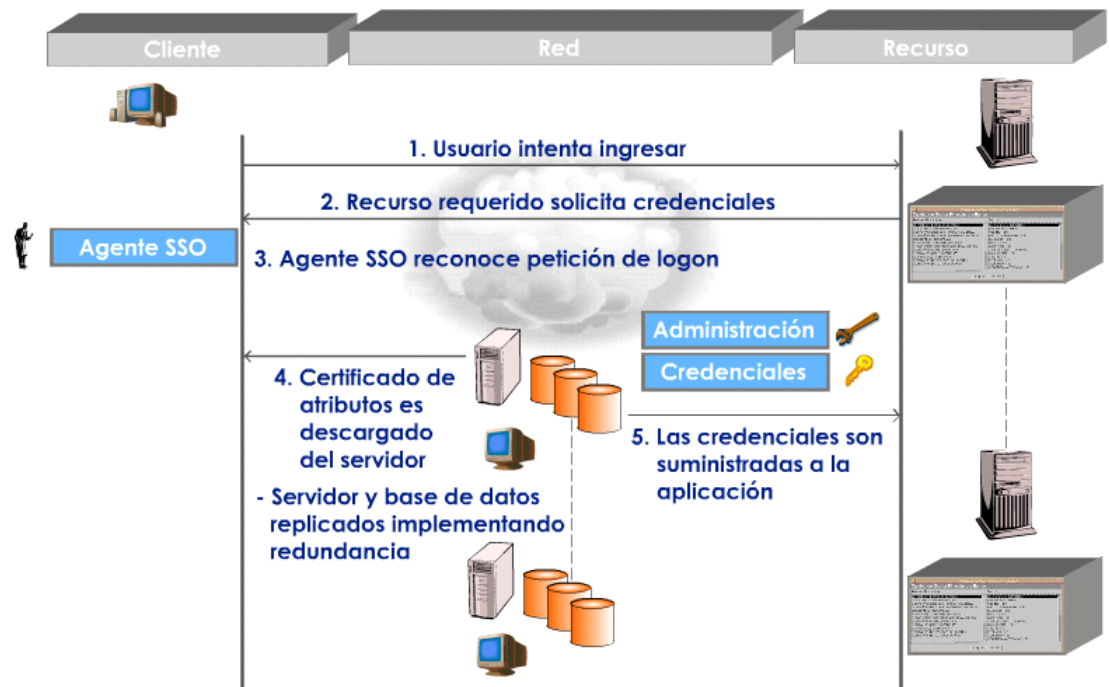 Cliente
Red
Recurso
1. Usuario intenta ingresar
2. Recurso requerido solicita credenciales
Agente SSO
3. Agente SSO reconoce petición de logon
Administración
Credenciales
4. Certificado de
atributos es
descargado
del servidor
5. Las credenciales son
suministradas a la
aplicación
- Servidor y base de datos
replicados implementando
redundancia